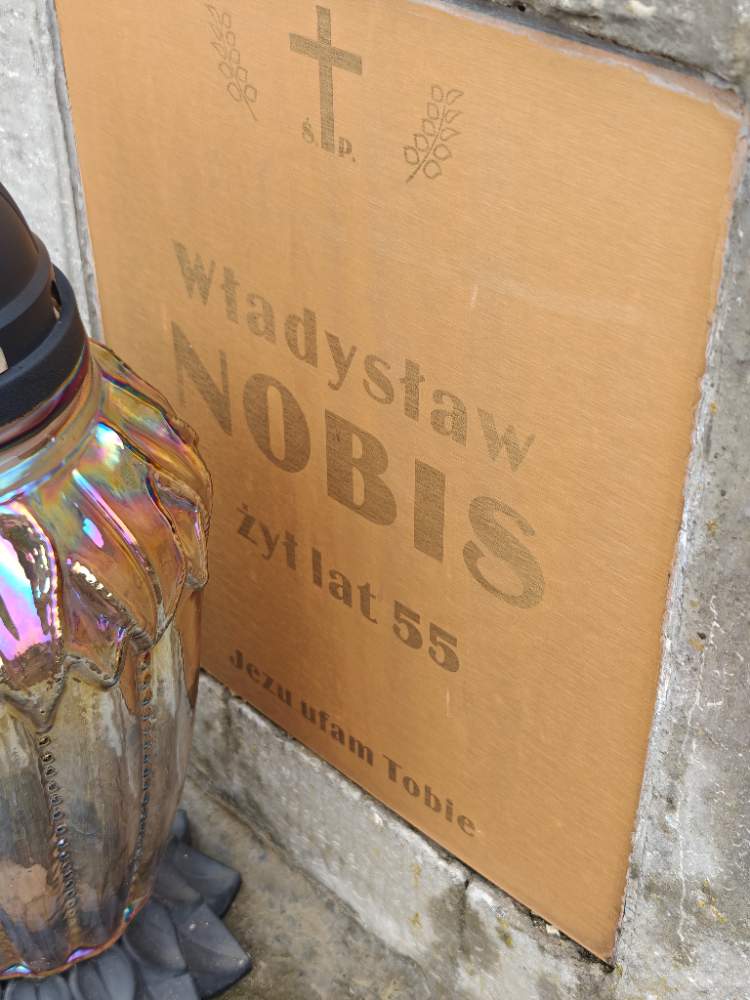 Ś. P.
Władysław
NOBIS
żył lat 55
Jezu ufam Tobie